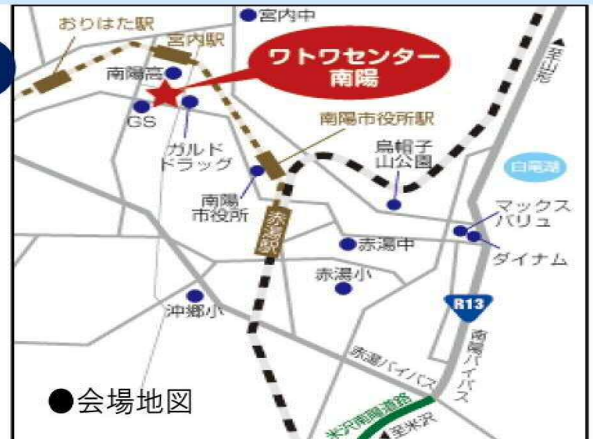 おりはた駅
宮内駅
宮内中
南陽高
ワトワセンター
南陽
至山形
GS
ガルド
ドラッグ
南陽市役所駅
烏帽子
山公園
白竜湖
南陽
市役所
赤湯駅
マックス
バリュ
赤湯中
ダイナム
赤湯小
沖郷小
R13
南陽バイパス
赤湯バイパス
米沢南陽道路
至米沢
●会場地図